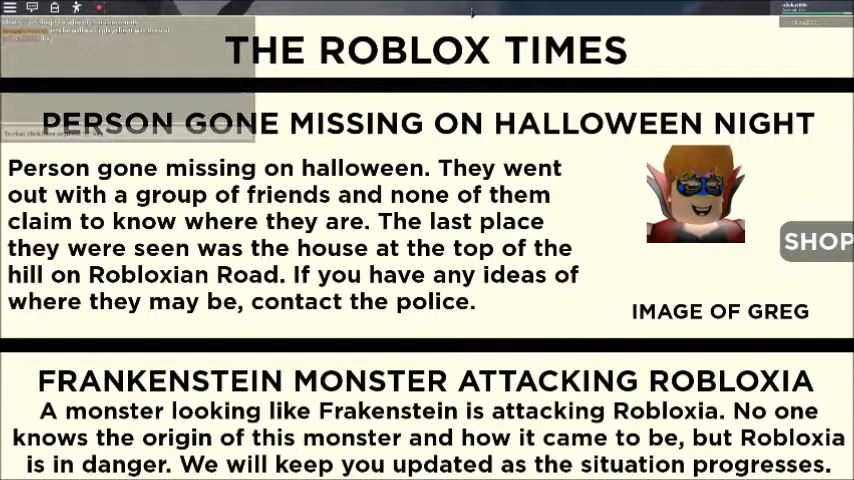 THE ROBLOX TIMES
PERSON GONE MISSING ON HALLOWEEN NIGHT
Person gone missing on halloween. They went
out with a group of friends and none of them
claim to know where they are. The last place
they were seen was the house at the top of the
hill on Robloxian Road. If you have any ideas of
where they may be, contact the police.
SHOP
IMAGE OF GREG
FRANKENSTEIN MONSTER ATTACKING ROBLOXIA
A monster looking like Frakenstein is attacking Robloxia. No one
knows the origin of this monster and how it came to be, but Robloxia
is in danger. We will keep you updated as the situation progresses.